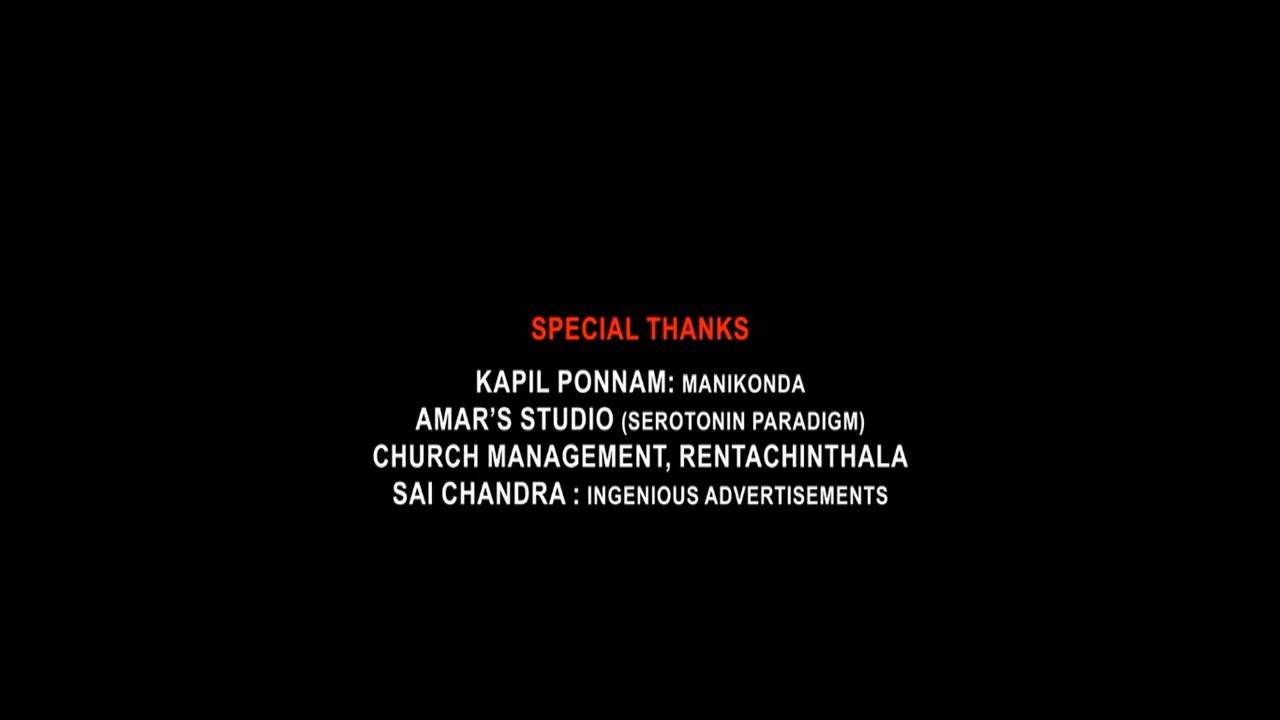 SPECIAL THANKS
KAPIL PONNAM: MANIKONDA
AMAR’S STUDIO (SEROTONIN PARADIGM)
CHURCH MANAGEMENT, RENTACHINTHALA
SAI CHANDRA : INGENIOUS ADVERTISEMENTS